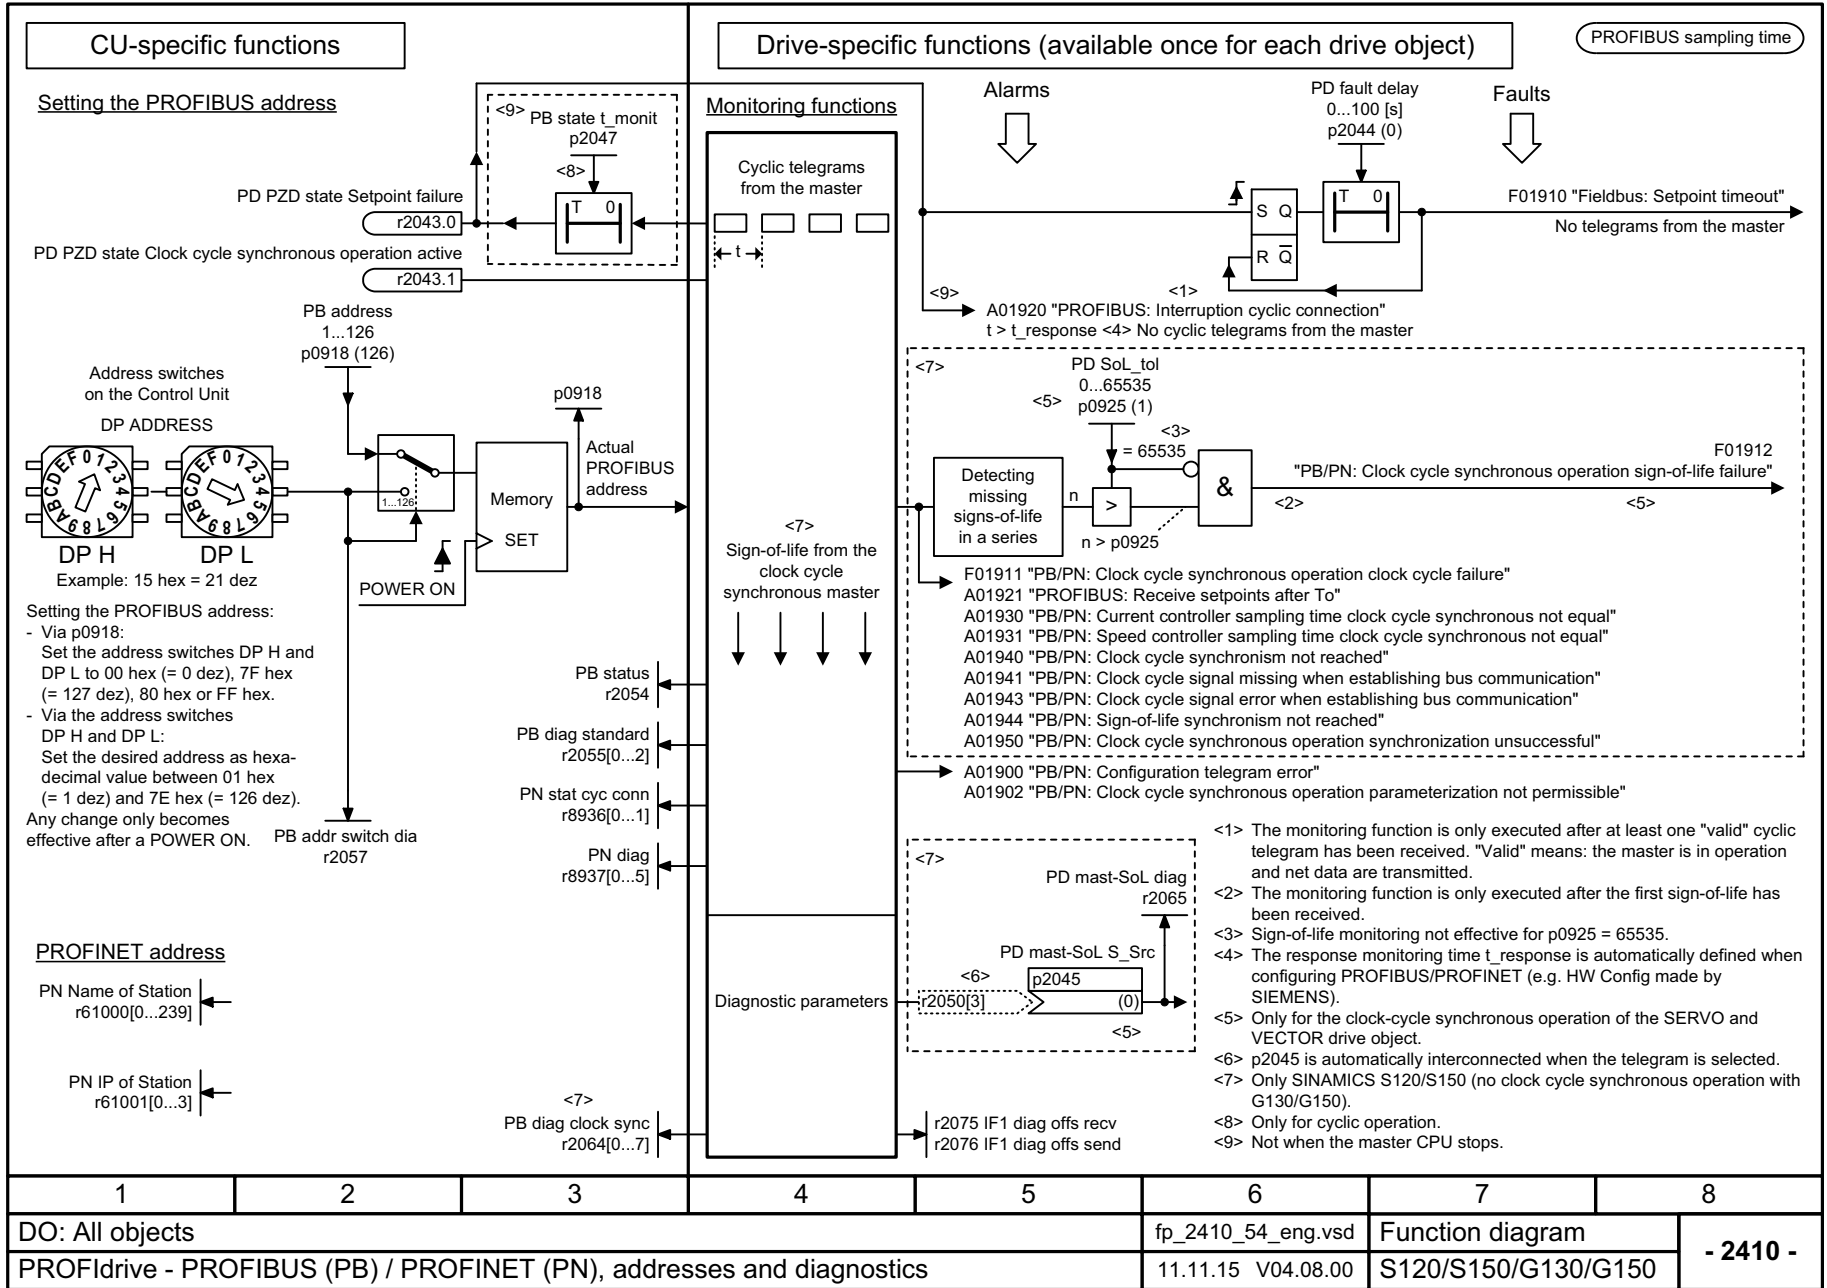 CU-specific functions
Drive-specific functions (available once for each drive object)
PROFIBUS sampling time
Setting the PROFIBUS address
<9>
PB state t_monit
p2047
<8>
T 0
PD PZD state Setpoint failure
r2043.0
PD PZD state Clock cycle synchronous operation active
r2043.1
PB address
1...126
p0918 (126)
Address switches
on the Control Unit
DP ADDRESS
0 1 2 3 4 5 6 7 8 9 A B C D E F
0 1 2 3 4 5 6 7 8 9 A B C D E F
DP H
DP L
Example: 15 hex = 21 dez
1...126
p0918
Actual
PROFIBUS
address
Memory
SET
POWER ON
Setting the PROFIBUS address:
- Via p0918:
Set the address switches DP H and
DP L to 00 hex (= 0 dez), 7F hex
(= 127 dez), 80 hex or FF hex.
- Via the address switches
DP H and DP L:
Set the desired address as hexa-
decimal value between 01 hex
(= 1 dez) and 7E hex (= 126 dez).
Any change only becomes
effective after a POWER ON.
PB addr switch dia
r2057
PB status
r2054
PB diag standard
r2055[0...2]
PN stat cyc conn
r8936[0...1]
PN diag
r8937[0...5]
PROFINET address
PN Name of Station
r61000[0...239]
PN IP of Station
r61001[0...3]
<7>
PB diag clock sync
r2064[0...7]
Monitoring functions
Cyclic telegrams
from the master
t
<7>
Sign-of-life from the
clock cycle
synchronous master
Diagnostic parameters
Alarms
PD fault delay
0...100 [s]
p2044 (0)
Faults
S Q
R Q
T 0
F01910 "Fieldbus: Setpoint timeout"
No telegrams from the master
<9>
<1>
A01920 "PROFIBUS: Interruption cyclic connection"
t > t_response <4> No cyclic telegrams from the master
<7>
PD SoL_tol
0...65535
<5>
p0925 (1)
<3>
= 65535
Detecting
missing
signs-of-life
in a series
n
>
n > p0925
&
<2>
F01912
"PB/PN: Clock cycle synchronous operation sign-of-life failure"
<5>
F01911 "PB/PN: Clock cycle synchronous operation clock cycle failure"
A01921 "PROFIBUS: Receive setpoints after To"
A01930 "PB/PN: Current controller sampling time clock cycle synchronous not equal"
A01931 "PB/PN: Speed controller sampling time clock cycle synchronous not equal"
A01940 "PB/PN: Clock cycle synchronism not reached"
A01941 "PB/PN: Clock cycle signal missing when establishing bus communication"
A01943 "PB/PN: Clock cycle signal error when establishing bus communication"
A01944 "PB/PN: Sign-of-life synchronism not reached"
A01950 "PB/PN: Clock cycle synchronous operation synchronization unsuccessful"
A01900 "PB/PN: Configuration telegram error"
A01902 "PB/PN: Clock cycle synchronous operation parameterization not permissible"
<7>
PD mast-SoL diag
r2065
PD mast-SoL S_Src
<6>
p2045
r2050[3]
(0)
<5>
r2075 IF1 diag offs recv
r2076 IF1 diag offs send
<1> The monitoring function is only executed after at least one "valid" cyclic
telegram has been received. "Valid" means: the master is in operation
and net data are transmitted.
<2> The monitoring function is only executed after the first sign-of-life has
been received.
<3> Sign-of-life monitoring not effective for p0925 = 65535.
<4> The response monitoring time t_response is automatically defined when
configuring PROFIBUS/PROFINET (e.g. HW Config made by
SIEMENS).
<5> Only for the clock-cycle synchronous operation of the SERVO and
VECTOR drive object.
<6> p2045 is automatically interconnected when the telegram is selected.
<7> Only SINAMICS S120/S150 (no clock cycle synchronous operation with
G130/G150).
<8> Only for cyclic operation.
<9> Not when the master CPU stops.
1 2 3 4 5 6 7 8
DO: All objects
fp_2410_54_eng.vsd
Function diagram
- 2410 -
PROFIdrive - PROFIBUS (PB) / PROFINET (PN), addresses and diagnostics
11.11.15 V04.08.00
S120/S150/G130/G150